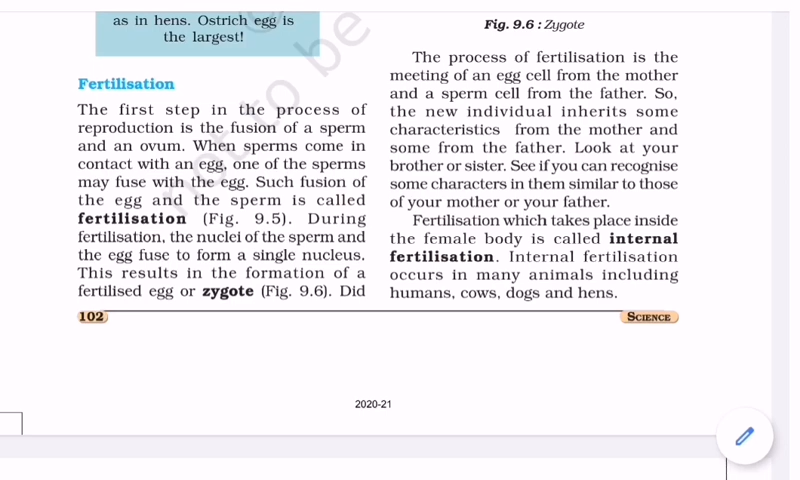 as in hens. Ostrich egg is
the largest!
Fertilisation
The first step in the process of
reproduction is the fusion of a sperm
and an ovum. When sperms come in
contact with an egg, one of the sperms
may fuse with the egg. Such fusion of
the egg and the sperm is called
fertilisation (Fig. 9.5). During
fertilisation, the nuclei of the sperm and
the egg fuse to form a single nucleus.
This results in the formation of a
fertilised egg or zygote (Fig. 9.6). Did
Fig. 9.6 : Zygote
The process of fertilisation is the
meeting of an egg cell from the mother
and a sperm cell from the father. So,
the new individual inherits some
characteristics from the mother and
some from the father. Look at your
brother or sister. See if you can recognise
some characters in them similar to those
of your mother or your father.
Fertilisation which takes place inside
the female body is called internal
fertilisation. Internal fertilisation
occurs in many animals including
humans, cows, dogs and hens.
102
SCIENCE
2020-21
not to be